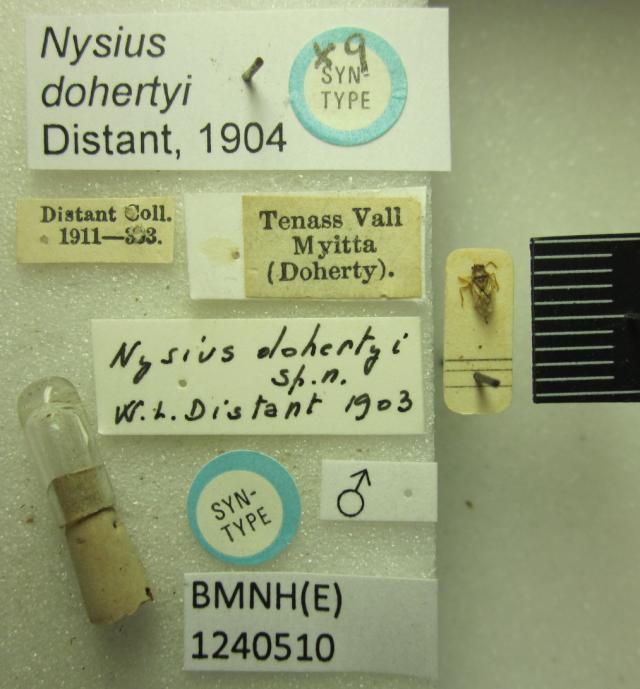 Nysius
dohertyi
Distant, 1904
SYN-
TYPE
Distant Coll.
1911—383.
Tenass Vall
Myitta
(Doherty).
Nysius dohertyi
sp.n.
W.L.Distant 1903
SYN-
TYPE
♂
BMNH(E)
1240510